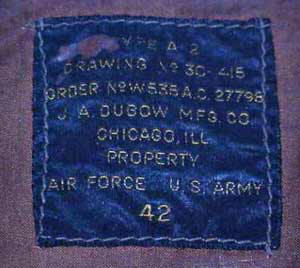 TYPE A-2
DRAWING Nº 30-415
ORDER Nº W535 A.C. 27798
J. A. DUBOW MFG. CO.
CHICAGO, ILL
PROPERTY
AIR FORCE U.S. ARMY
42